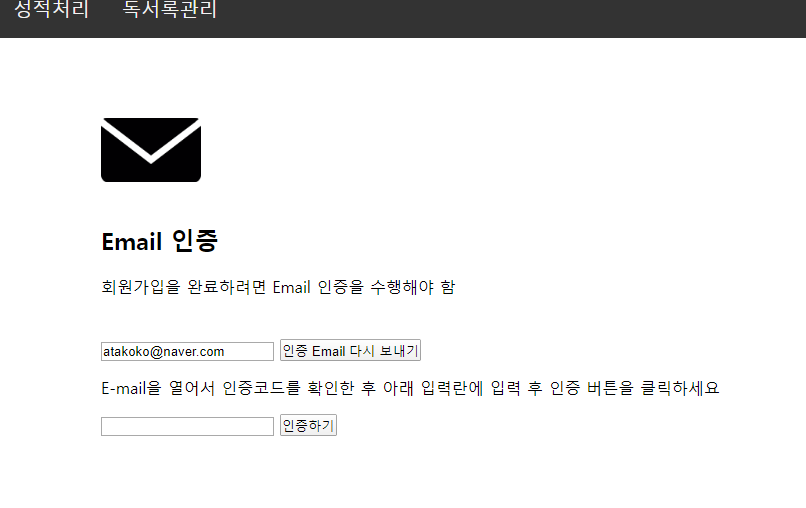 성적처리 독서록관리
Email 인증
회원가입을 완료하려면 Email 인증을 수행해야 함
atakoko@naver.com 인증 Email 다시 보내기
E-mail을 열어서 인증코드를 확인한 후 아래 입력란에 입력 후 인증 버튼을 클릭하세요
인증하기